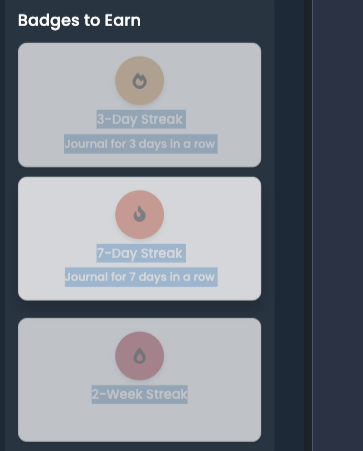 Badges to Earn
3-Day Streak
Journal for 3 days in a row
7-Day Streak
Journal for 7 days in a row
2-Week Streak